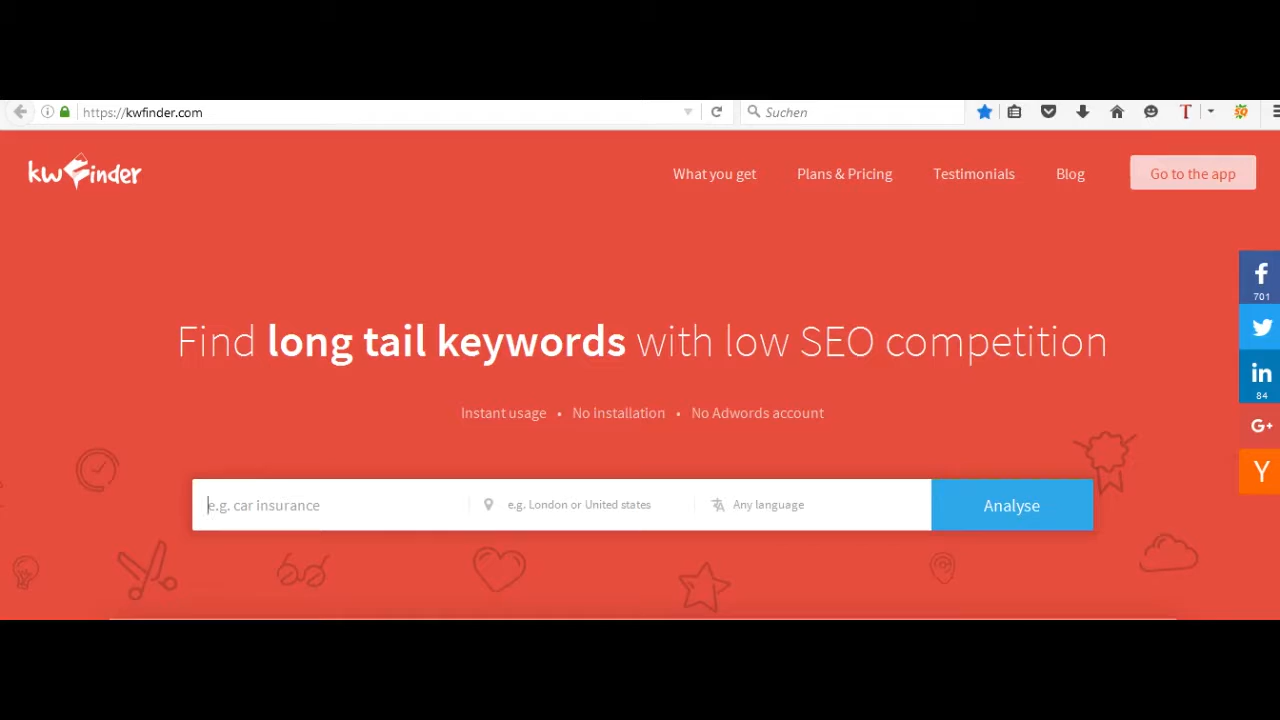 https://kwfinder.com
Suchen
T
kwfinder
What you get
Plans & Pricing
Testimonials
Blog
Go to the app
f
701
Find long tail keywords with low SEO competition
in
84
Instant usage • No Installation • No Adwords account
G+
Y
e.g. car insurance
e.g. London or United states
Any language
Analyse